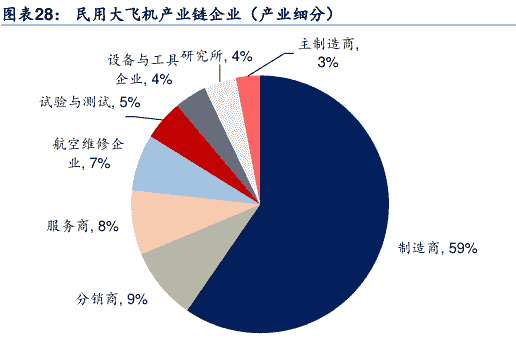 图表28： 民用大飞机产业链企业（产业细分）
主制造商,
3%
设备与工具
企业, 4%
研究所, 4%
试验与测试, 5%
航空维修企
业, 7%
服务商, 8%
分销商, 9%
制造商, 59%